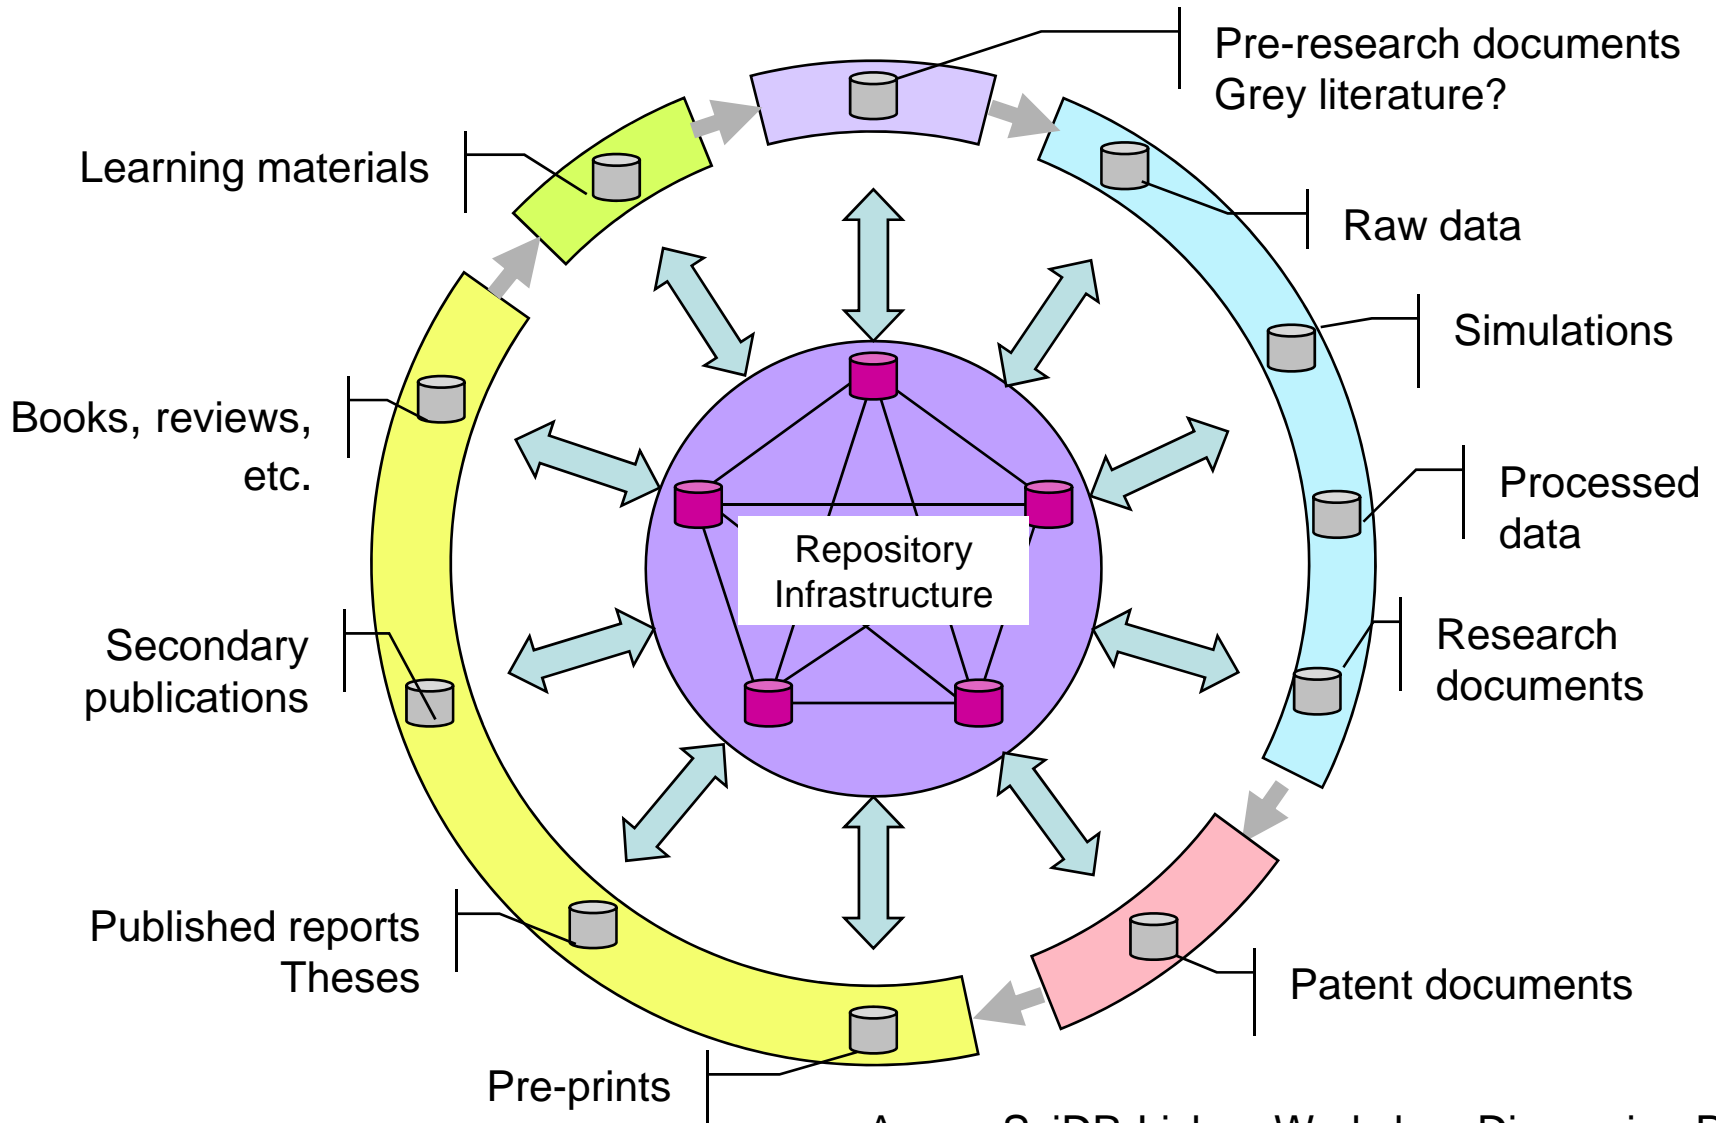 Pre-research documents
Grey literature?
Learning materials
Raw data
Simulations
Books, reviews,
etc.
Processed
data
Repository
Infrastructure
Secondary
publications
Research
documents
Published reports
Theses
Patent documents
Pre-prints